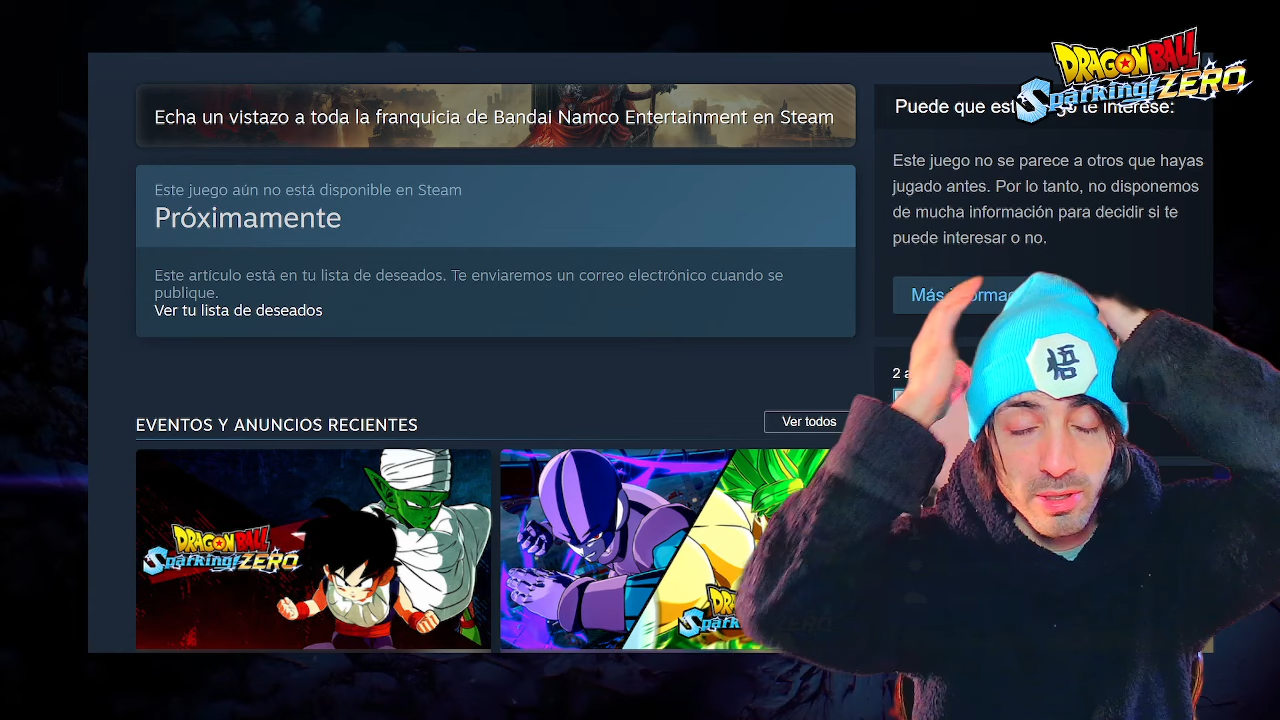 DRAGON BALL
Sparking! ZERO
Echa un vistazo a toda la franquicia de Bandai Namco Entertainment en Steam
Este juego aún no está disponible en Steam
Próximamente
Este artículo está en tu lista de deseados. Te enviaremos un correo electrónico cuando se
publique.
Ver tu lista de deseados
Puede que est te interese:
Este juego no se parece a otros que hayas
jugado antes. Por lo tanto, no disponemos
de mucha información para decidir si te
puede interesar o no.
Más informac
2 a
悟
EVENTOS Y ANUNCIOS RECIENTES
Ver todos
DRAGON BALL
Sparking! ZERO
Sparking! ZERO